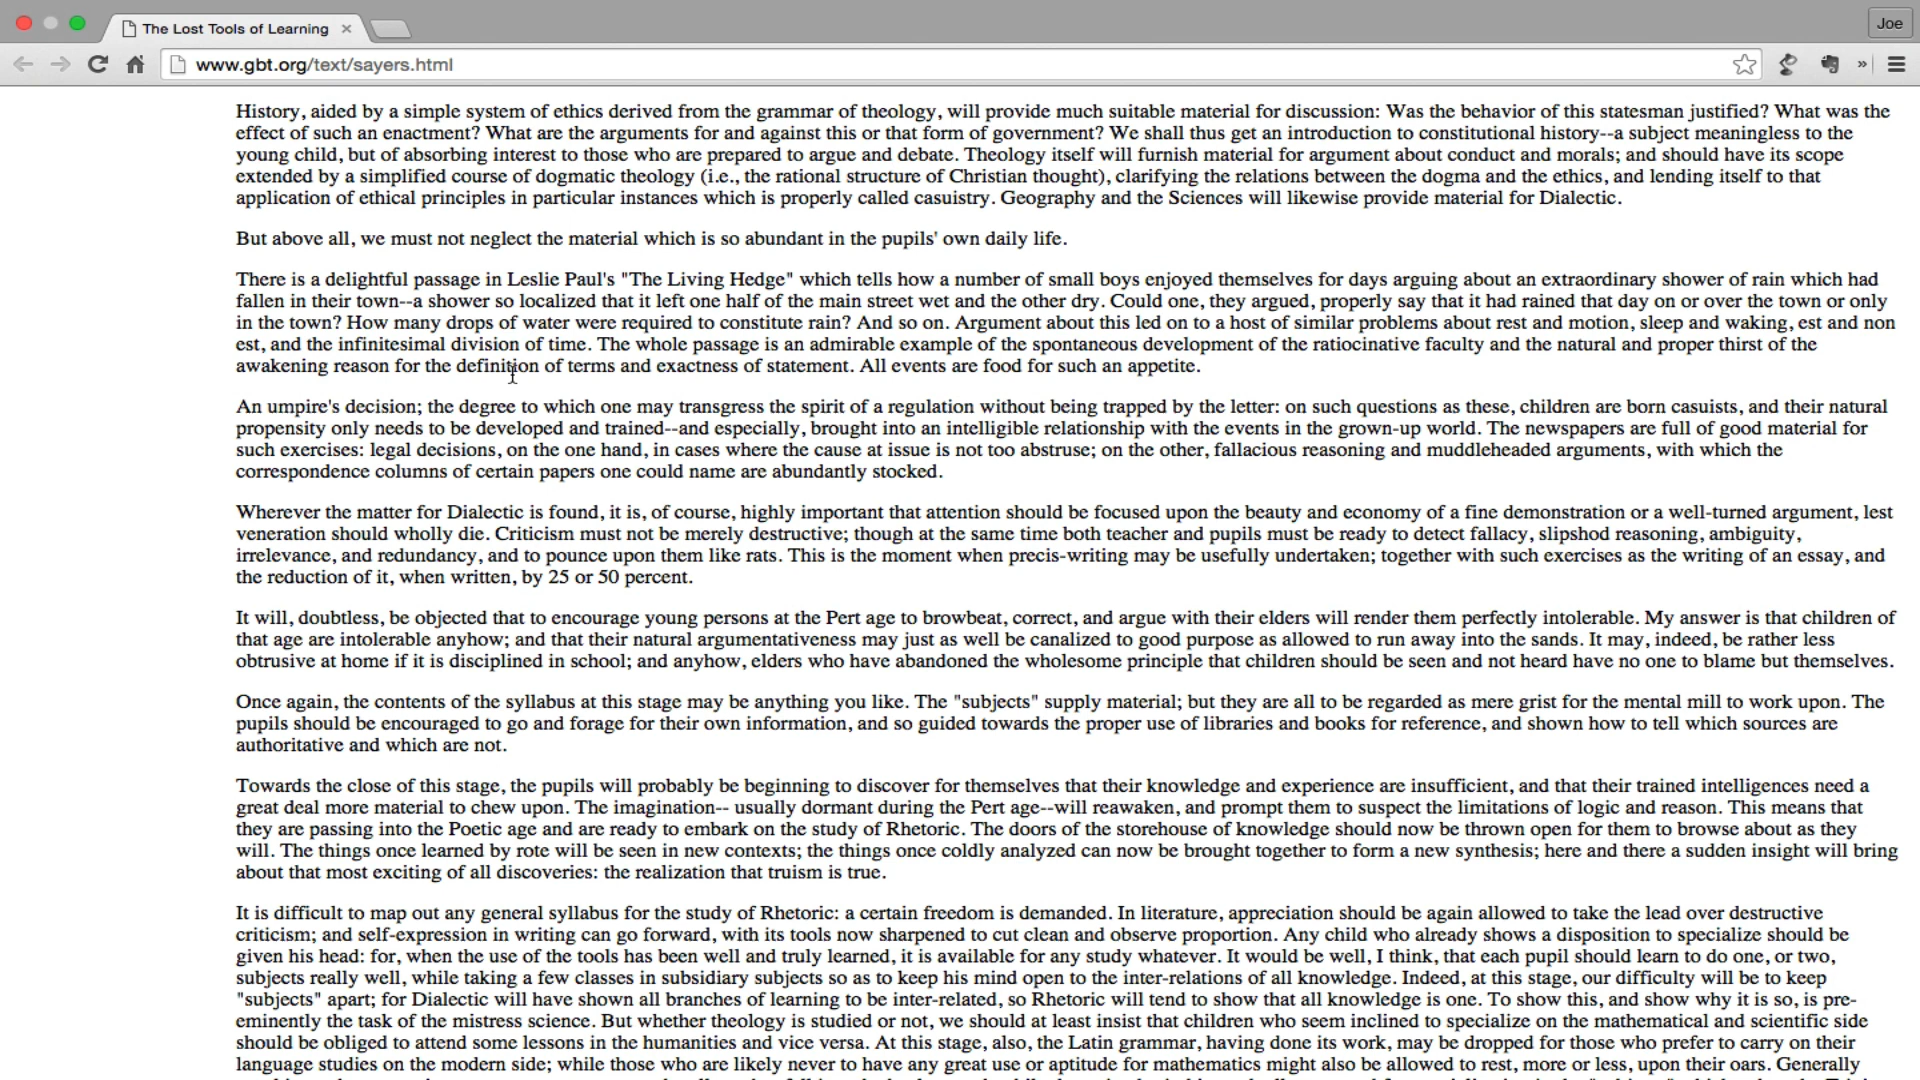 The Lost Tools of Learning
Joe
www.gbt.org/text/sayers.html
History, aided by a simple system of ethics derived from the grammar of theology, will provide much suitable material for discussion: Was the behavior of this statesman justified? What was the
effect of such an enactment? What are the arguments for and against this or that form of government? We shall thus get an introduction to constitutional history--a subject meaningless to the
young child, but of absorbing interest to those who are prepared to argue and debate. Theology itself will furnish material for argument about conduct and morals; and should have its scope
extended by a simplified course of dogmatic theology (i.e., the rational structure of Christian thought), clarifying the relations between the dogma and the ethics, and lending itself to that
application of ethical principles in particular instances which is properly called casuistry. Geography and the Sciences will likewise provide material for Dialectic.
But above all, we must not neglect the material which is so abundant in the pupils' own daily life.
There is a delightful passage in Leslie Paul's "The Living Hedge" which tells how a number of small boys enjoyed themselves for days arguing about an extraordinary shower of rain which had
fallen in their town--a shower so localized that it left one half of the main street wet and the other dry. Could one, they argued, properly say that it had rained that day on or over the town or only
in the town? How many drops of water were required to constitute rain? And so on. Argument about this led on to a host of similar problems about rest and motion, sleep and waking, est and non
est, and the infinitesimal division of time. The whole passage is an admirable example of the spontaneous development of the ratiocinative faculty and the natural and proper thirst of the
awakening reason for the definition of terms and exactness of statement. All events are food for such an appetite.
An umpire's decision; the degree to which one may transgress the spirit of a regulation without being trapped by the letter: on such questions as these, children are born casuists, and their natural
propensity only needs to be developed and trained--and especially, brought into an intelligible relationship with the events in the grown-up world. The newspapers are full of good material for
such exercises: legal decisions, on the one hand, in cases where the cause at issue is not too abstruse; on the other, fallacious reasoning and muddleheaded arguments, with which the
correspondence columns of certain papers one could name are abundantly stocked.
Wherever the matter for Dialectic is found, it is, of course, highly important that attention should be focused upon the beauty and economy of a fine demonstration or a well-turned argument, lest
veneration should wholly die. Criticism must not be merely destructive; though at the same time both teacher and pupils must be ready to detect fallacy, slipshod reasoning, ambiguity,
irrelevance, and redundancy, and to pounce upon them like rats. This is the moment when precis-writing may be usefully undertaken; together with such exercises as the writing of an essay, and
the reduction of it, when written, by 25 or 50 percent.
It will, doubtless, be objected that to encourage young persons at the Pert age to browbeat, correct, and argue with their elders will render them perfectly intolerable. My answer is that children of
that age are intolerable anyhow; and that their natural argumentativeness may just as well be canalized to good purpose as allowed to run away into the sands. It may, indeed, be rather less
obtrusive at home if it is disciplined in school; and anyhow, elders who have abandoned the wholesome principle that children should be seen and not heard have no one to blame but themselves.
Once again, the contents of the syllabus at this stage may be anything you like. The "subjects" supply material; but they are all to be regarded as mere grist for the mental mill to work upon. The
pupils should be encouraged to go and forage for their own information, and so guided towards the proper use of libraries and books for reference, and shown how to tell which sources are
authoritative and which are not.
Towards the close of this stage, the pupils will probably be beginning to discover for themselves that their knowledge and experience are insufficient, and that their trained intelligences need a
great deal more material to chew upon. The imagination-- usually dormant during the Pert age--will reawaken, and prompt them to suspect the limitations of logic and reason. This means that
they are passing into the Poetic age and are ready to embark on the study of Rhetoric. The doors of the storehouse of knowledge should now be thrown open for them to browse about as they
will. The things once learned by rote will be seen in new contexts; the things once coldly analyzed can now be brought together to form a new synthesis; here and there a sudden insight will bring
about that most exciting of all discoveries: the realization that truism is true.
It is difficult to map out any general syllabus for the study of Rhetoric: a certain freedom is demanded. In literature, appreciation should be again allowed to take the lead over destructive
criticism; and self-expression in writing can go forward, with its tools now sharpened to cut clean and observe proportion. Any child who already shows a disposition to specialize should be
given his head: for, when the use of the tools has been well and truly learned, it is available for any study whatever. It would be well, I think, that each pupil should learn to do one, or two,
subjects really well, while taking a few classes in subsidiary subjects so as to keep his mind open to the inter-relations of all knowledge. Indeed, at this stage, our difficulty will be to keep
"subjects" apart; for Dialectic will have shown all branches of learning to be inter-related, so Rhetoric will tend to show that all knowledge is one. To show this, and show why it is so, is pre-
eminently the task of the mistress science. But whether theology is studied or not, we should at least insist that children who seem inclined to specialize on the mathematical and scientific side
should be obliged to attend some lessons in the humanities and vice versa. At this stage, also, the Latin grammar, having done its work, may be dropped for those who prefer to carry on their
language studies on the modern side; while those who are likely never to have any great use or aptitude for mathematics might also be allowed to rest, more or less, upon their oars. Generally